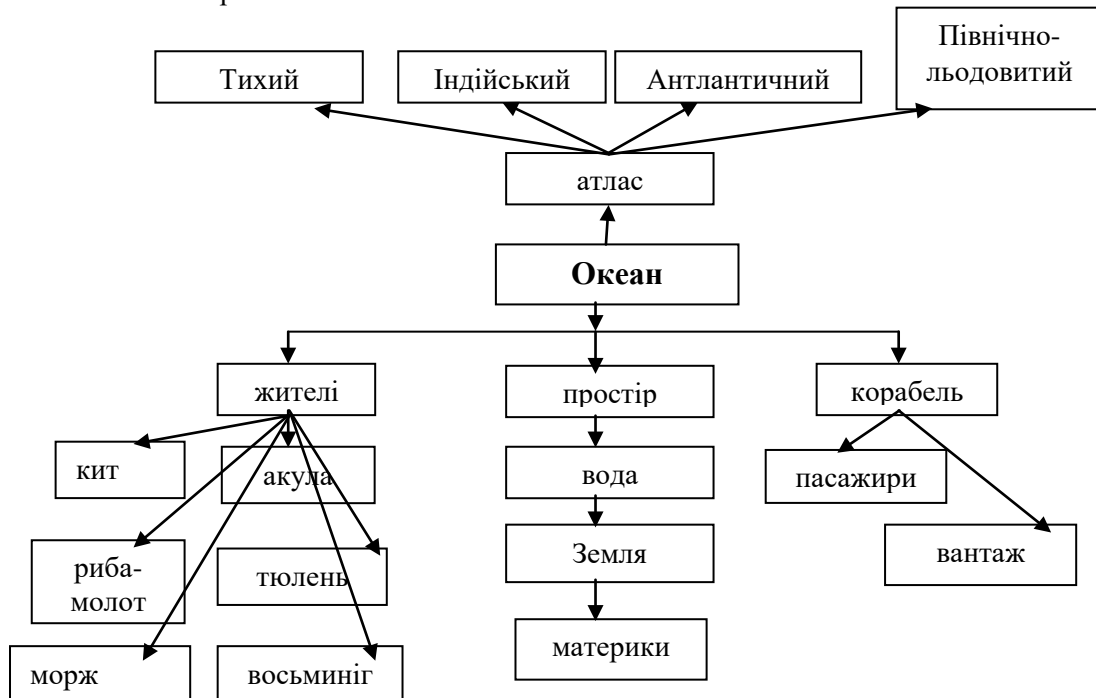 Північно-
льодовитий
Тихий
Індійський
Антлантичний
атлас
Океан
жителі
простір
корабель
кит
акула
вода
пасажири
риба-
молот
тюлень
Земля
вантаж
морж
восьминіг
материки